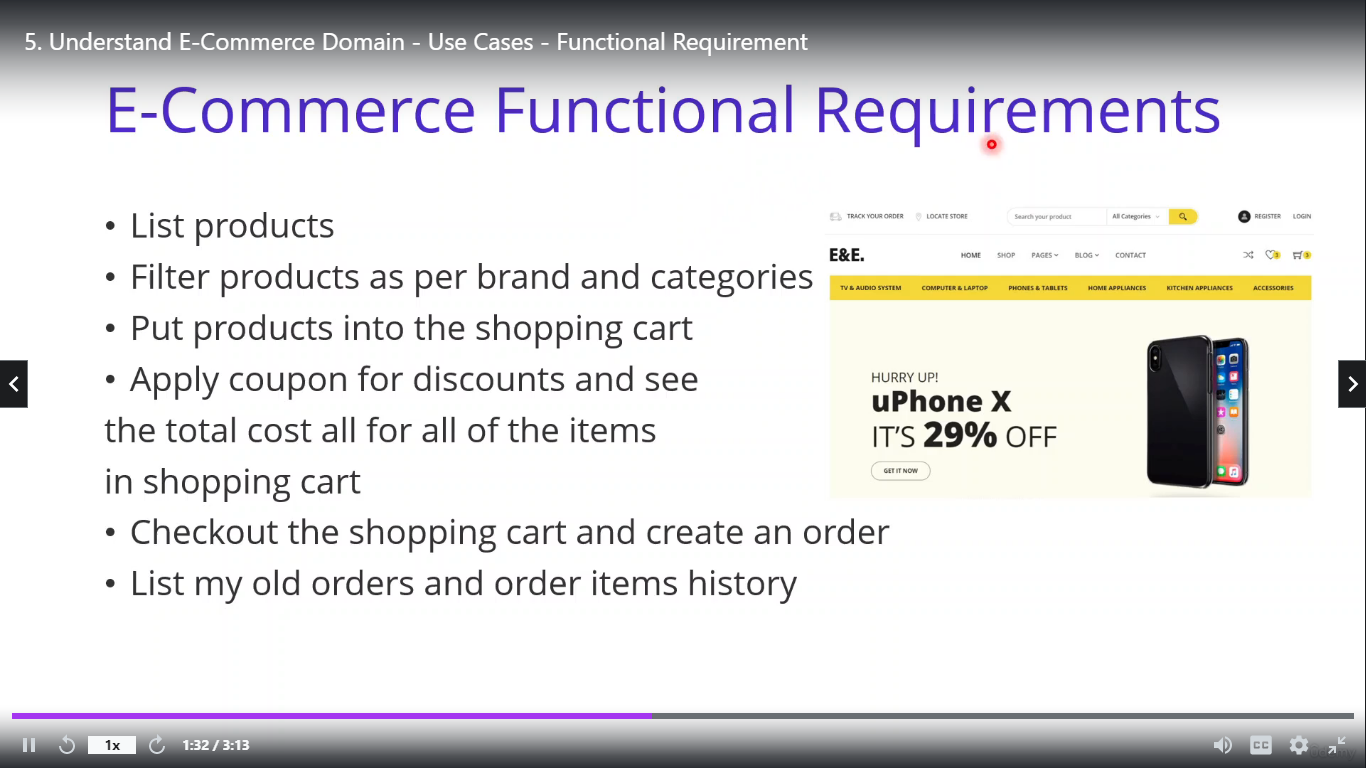 5. Understand E-Commerce Domain - Use Cases - Functional Requirement
E-Commerce Functional Requirements
• List products
• Filter products as per brand and categories
• Put products into the shopping cart
• Apply coupon for discounts and see
the total cost all for all of the items
in shopping cart
• Checkout the shopping cart and create an order
• List my old orders and order items history
TRACK YOUR ORDER LOCATE STORE Search your product All Categories REGISTER LOGIN
E&E. HOME SHOP PAGES BLOG CONTACT 3 3
TV & AUDIO SYSTEM COMPUTER & LAPTOP PHONES & TABLETS HOME APPLIANCES KITCHEN APPLIANCES ACCESSORIES
HURRY UP!
uPhone X
IT'S 29% OFF
GET IT NOW
1x 1:32 / 3:13 CC